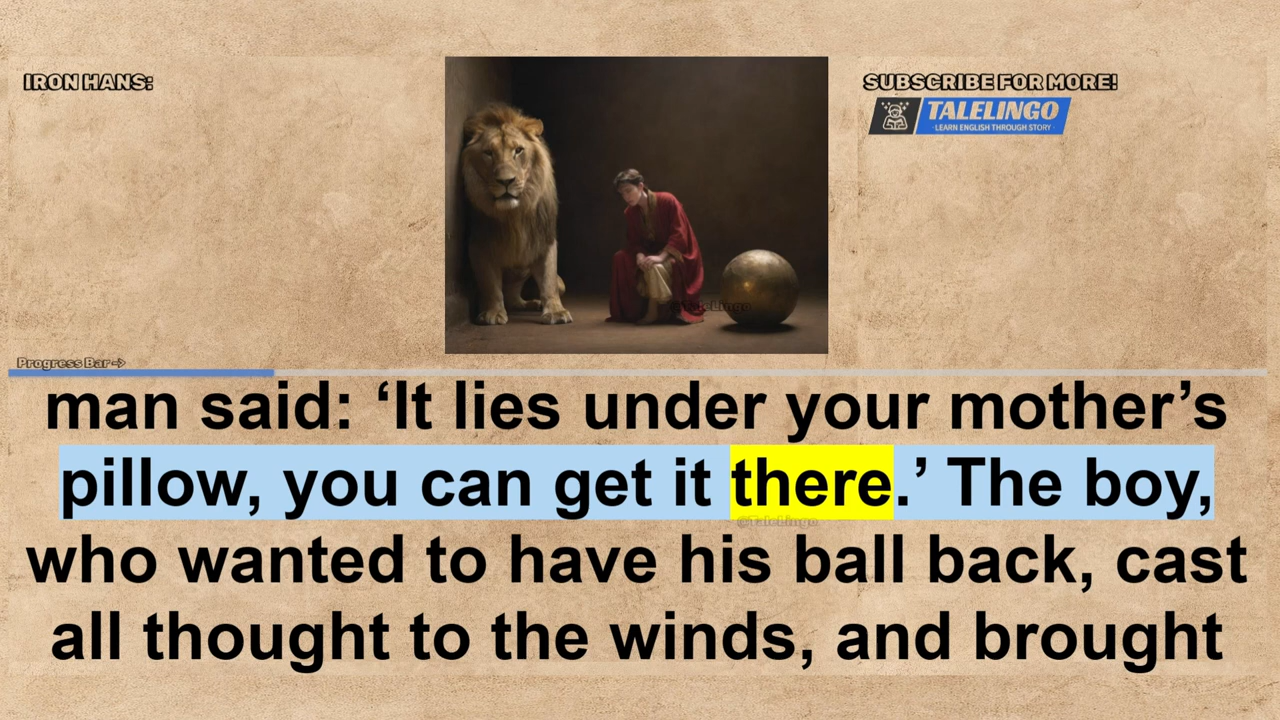 IRON HANS:
SUBSCRIBE FOR MORE!
TALELINGO
·LEARN ENGLISH THROUGH STORY·
@TaleLingo
Progress Bar->
man said: ‘It lies under your mother’s
pillow, you can get it there.’ The boy,
@TaleLingo
who wanted to have his ball back, cast
all thought to the winds, and brought